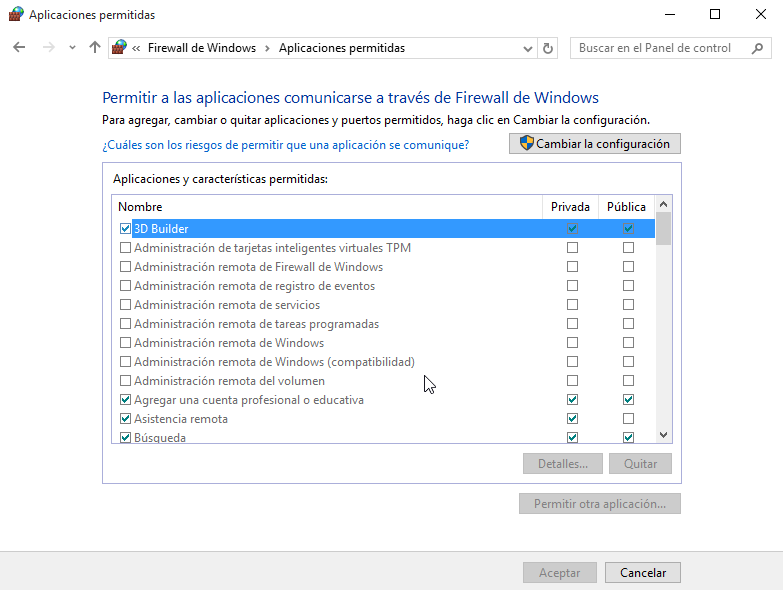 Aplicaciones permitidas
« Firewall de Windows › Aplicaciones permitidas
Buscar en el Panel de control
Permitir a las aplicaciones comunicarse a través de Firewall de Windows
Para agregar, cambiar o quitar aplicaciones y puertos permitidos, haga clic en Cambiar la configuración.
¿Cuáles son los riesgos de permitir que una aplicación se comunique?
Cambiar la configuración
Aplicaciones y características permitidas:
Nombre Privada Pública
3D Builder
Administración de tarjetas inteligentes virtuales TPM
Administración remota de Firewall de Windows
Administración remota de registro de eventos
Administración remota de servicios
Administración remota de tareas programadas
Administración remota de Windows
Administración remota de Windows (compatibilidad)
Administración remota del volumen
Agregar una cuenta profesional o educativa
Asistencia remota
Búsqueda
Detalles... Quitar
Permitir otra aplicación...
Aceptar Cancelar